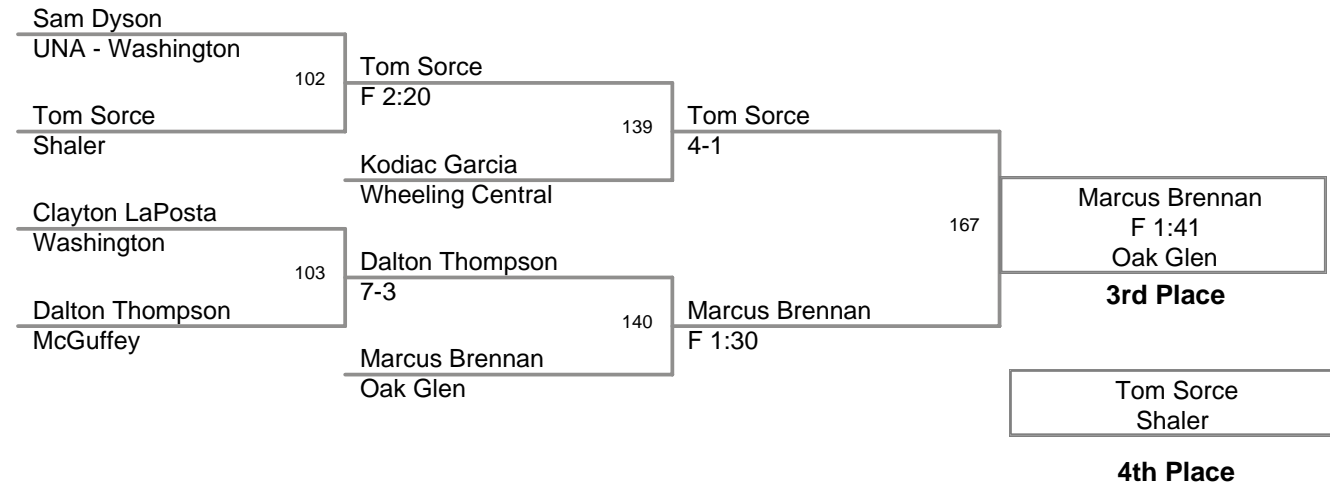 Sam Dyson
UNA - Washington
102
Tom Sorce
Shaler
Tom Sorce
F 2:20
139
Kodiac Garcia
Wheeling Central
Clayton LaPosta
Washington
103
Dalton Thompson
McGuffey
Dalton Thompson
7-3
140
Marcus Brennan
Oak Glen
Tom Sorce
4-1
167
Marcus Brennan
F 1:30
Marcus Brennan
F 1:41
Oak Glen
3rd Place
Tom Sorce
Shaler
4th Place